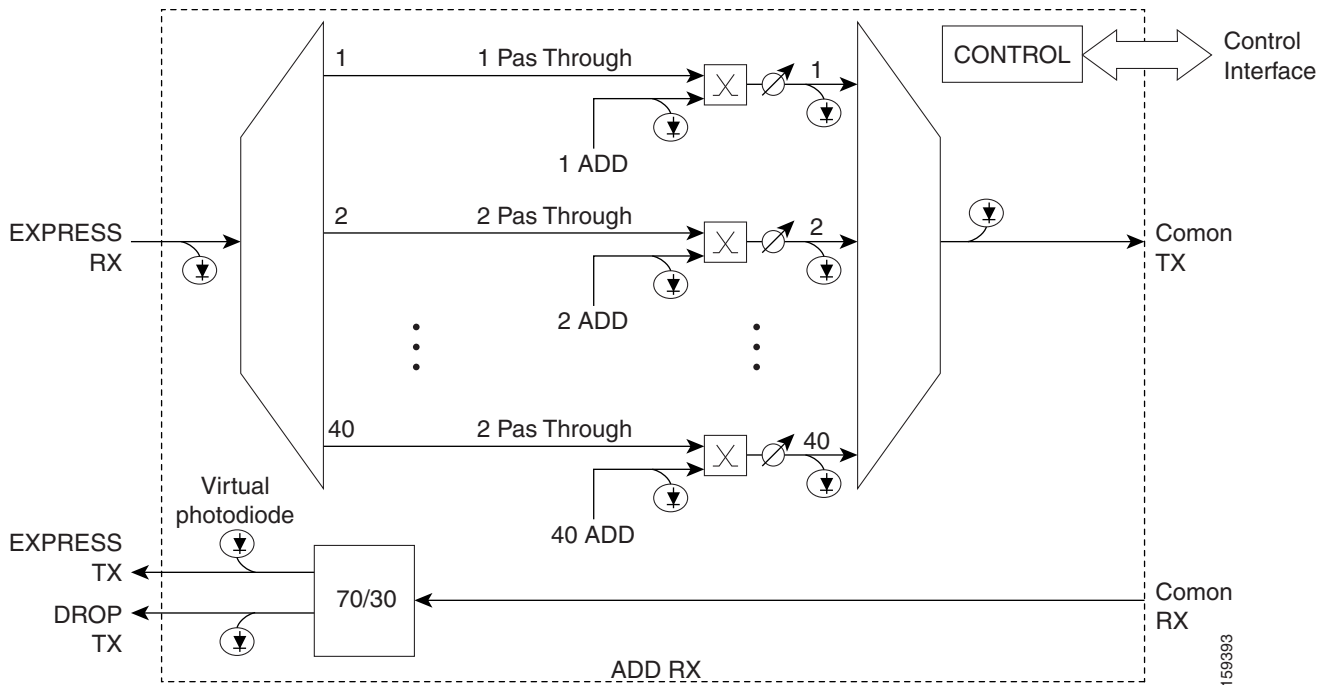 CONTROL
Control
Interface
1
1 Pas Through
1
1 ADD
EXPRESS
RX
2
2 Pas Through
2
2 ADD
Comon
TX
40
2 Pas Through
40
40 ADD
Virtual
photodiode
EXPRESS
TX
DROP
TX
70/30
Comon
RX
ADD RX
159393